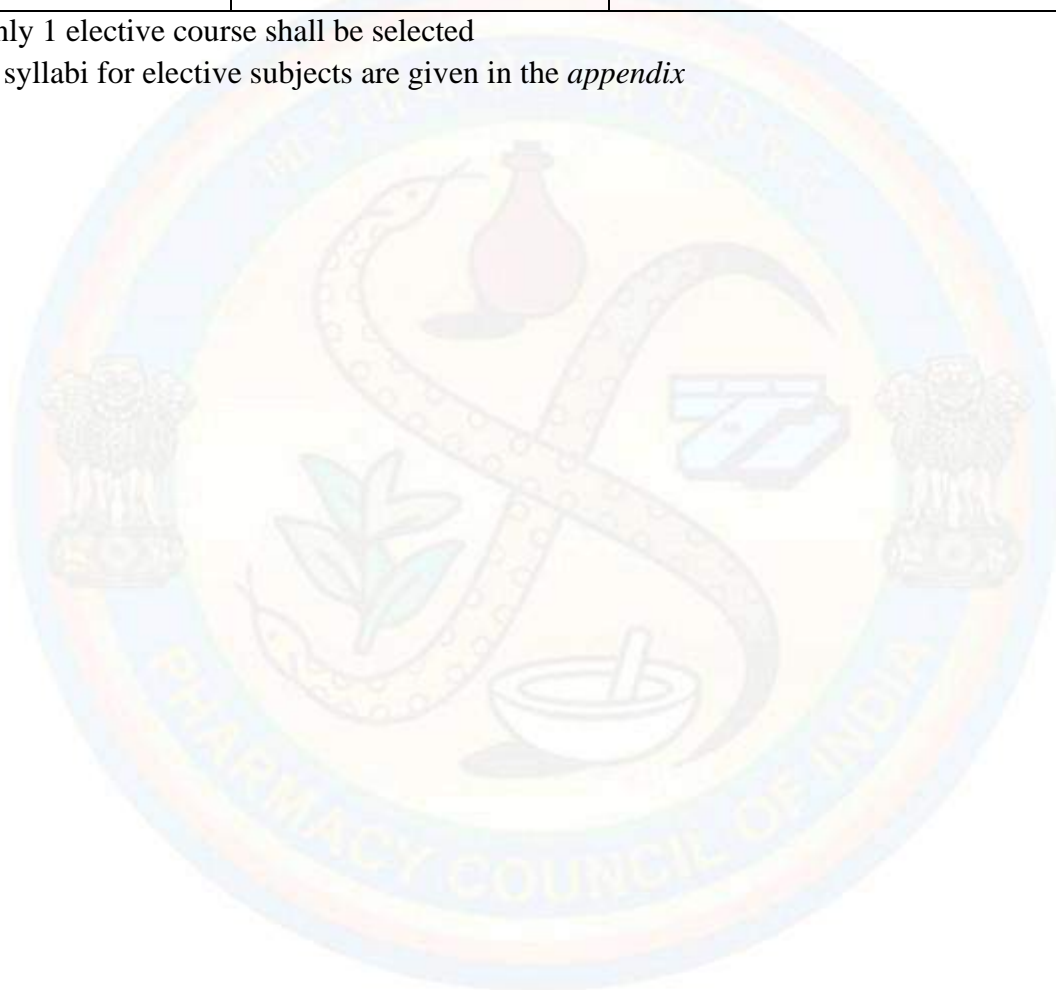 nly 1 elective course shall be selected
syllabi for elective subjects are given in the appendix
PHARMACY COUNCIL OF INDIA